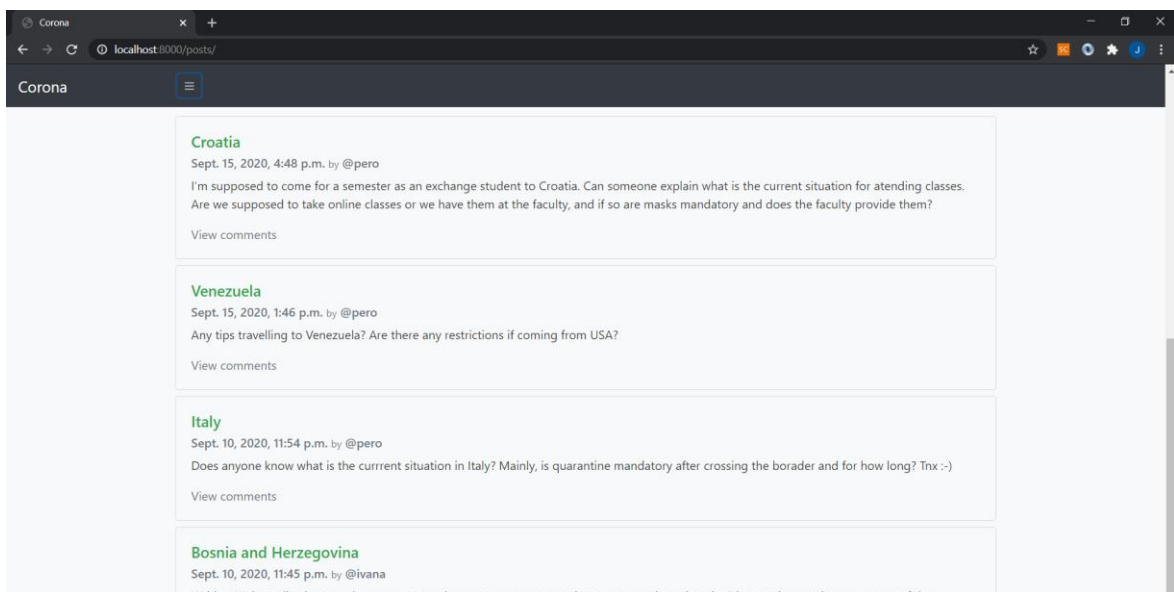 Corona
localhost:8000/posts/
SC
J
Corona
Croatia
Sept. 15, 2020, 4:48 p.m. by @pero
I'm supposed to come for a semester as an exchange student to Croatia. Can someone explain what is the current situation for atending classes.
Are we supposed to take online classes or we have them at the faculty, and if so are masks mandatory and does the faculty provide them?
View comments
Venezuela
Sept. 15, 2020, 1:46 p.m. by @pero
Any tips travelling to Venezuela? Are there any restrictions if coming from USA?
View comments
Italy
Sept. 10, 2020, 11:54 p.m. by @pero
Does anyone know what is the currrent situation in Italy? Mainly, is quarantine mandatory after crossing the borader and for how long? Tnx :-)
View comments
Bosnia and Herzegovina
Sept. 10, 2020, 11:45 p.m. by @ivana